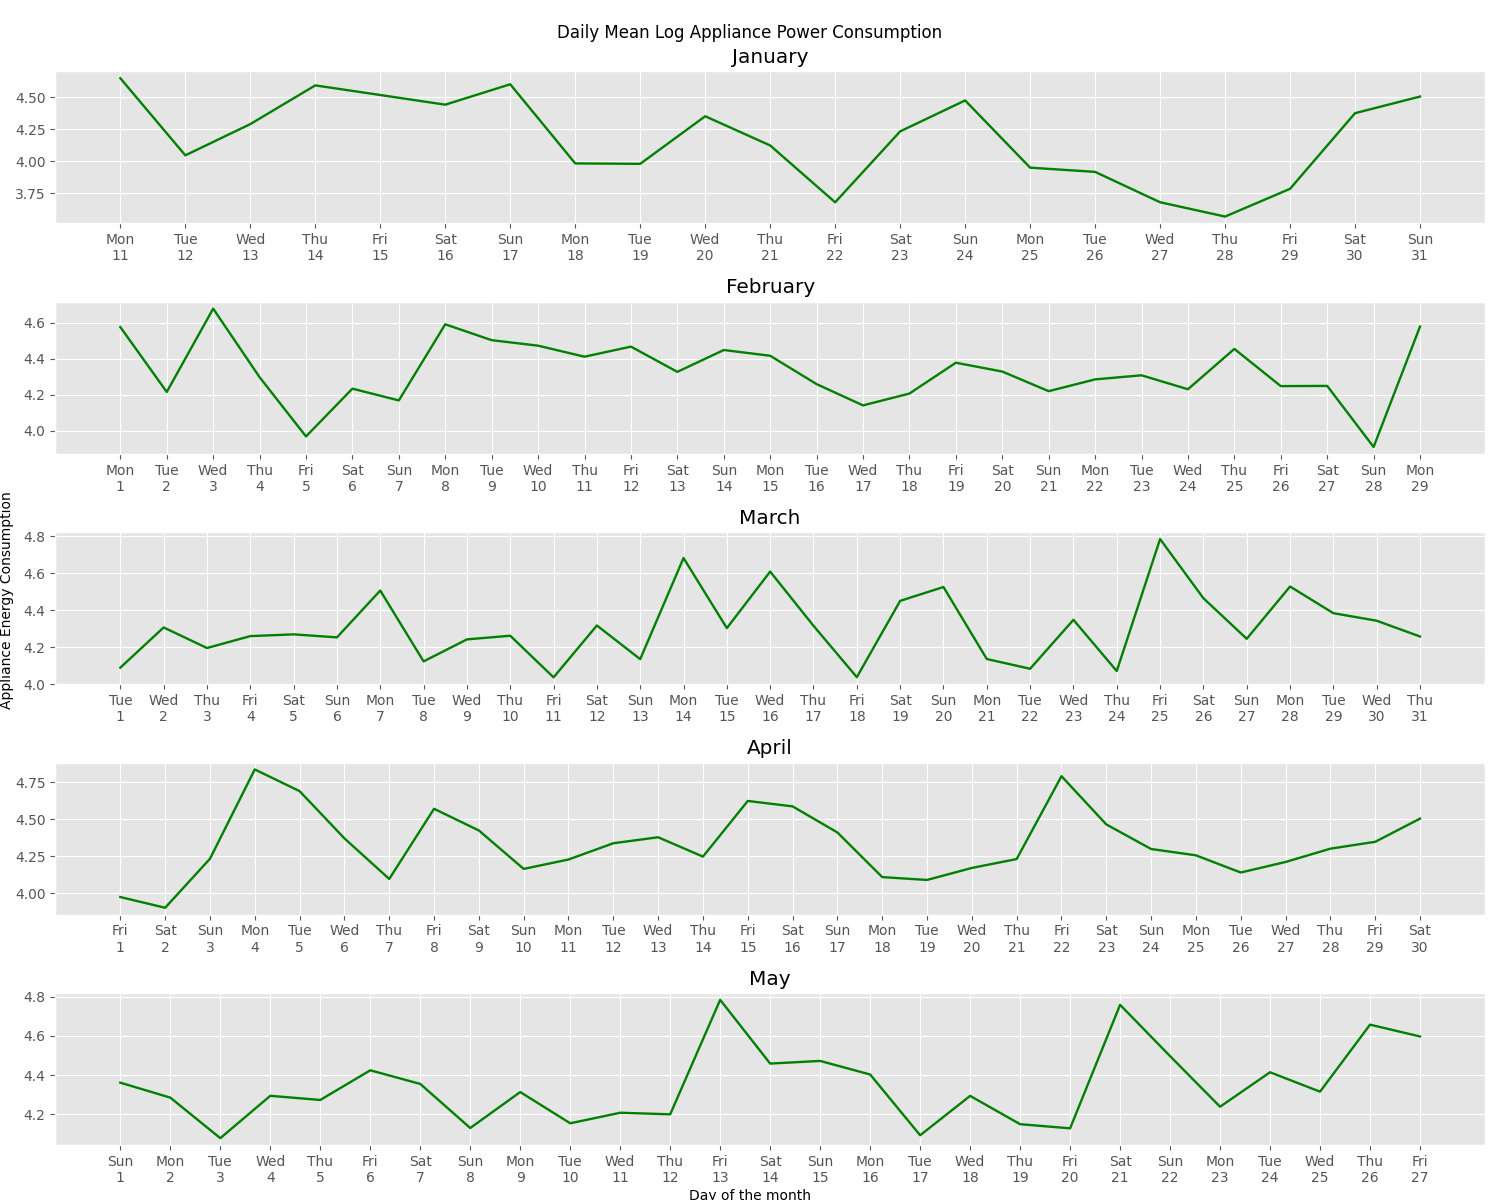 Daily Mean Log Appliance Power Consumption
January
4.50
4.25
4.00
3.75
Mon Tue Wed Thu Fri Sat Sun Mon Tue Wed Thu Fri Sat Sun Mon Tue Wed Thu Fri Sat Sun
11 12 13 14 15 16 17 18 19 20 21 22 23 24 25 26 27 28 29 30 31
February
4.6
4.4
4.2
4.0
Mon Tue Wed Thu Fri Sat Sun Mon Tue Wed Thu Fri Sat Sun Mon Tue Wed Thu Fri Sat Sun Mon Tue Wed Thu Fri Sat Sun Mon
1 2 3 4 5 6 7 8 9 10 11 12 13 14 15 16 17 18 19 20 21 22 23 24 25 26 27 28 29
Appliance Energy Consumption
March
4.8
4.6
4.4
4.2
4.0
Tue Wed Thu Fri Sat Sun Mon Tue Wed Thu Fri Sat Sun Mon Tue Wed Thu Fri Sat Sun Mon Tue Wed Thu Fri Sat Sun Mon Tue Wed Thu
1 2 3 4 5 6 7 8 9 10 11 12 13 14 15 16 17 18 19 20 21 22 23 24 25 26 27 28 29 30 31
April
4.75
4.50
4.25
4.00
Fri Sat Sun Mon Tue Wed Thu Fri Sat Sun Mon Tue Wed Thu Fri Sat Sun Mon Tue Wed Thu Fri Sat Sun Mon Tue Wed Thu Fri Sat
1 2 3 4 5 6 7 8 9 10 11 12 13 14 15 16 17 18 19 20 21 22 23 24 25 26 27 28 29 30
May
4.8
4.6
4.4
4.2
Sun Mon Tue Wed Thu Fri Sat Sun Mon Tue Wed Thu Fri Sat Sun Mon Tue Wed Thu Fri Sat Sun Mon Tue Wed Thu Fri
1 2 3 4 5 6 7 8 9 10 11 12 13 14 15 16 17 18 19 20 21 22 23 24 25 26 27
Day of the month